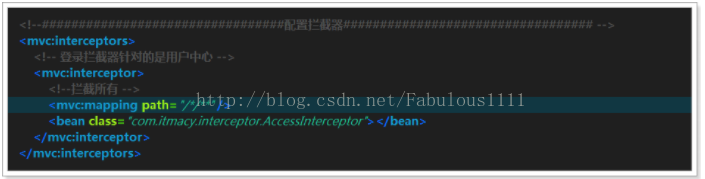 <!--#################################配置拦截器################################## -->
<mvc:interceptors>
<!-- 登录拦截器针对的是用户中心 -->
<mvc:interceptor>
<!--拦截所有 -->
<mvc:mapping path="/*/**"/>
http://blog.csdn.net/Fabulous1111
<bean class="com.itmacy.interceptor.AccessInterceptor"></bean>
</mvc:interceptor>
</mvc:interceptors>